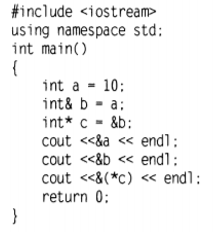 #include <iostream>
using namespace std;
int main()
{
    int a = 10;
    int& b = a;
    int* c = &b;
    cout <<&a << endl;
    cout <<&b << endl;
    cout <<&(*c) << endl;
    return 0;
}